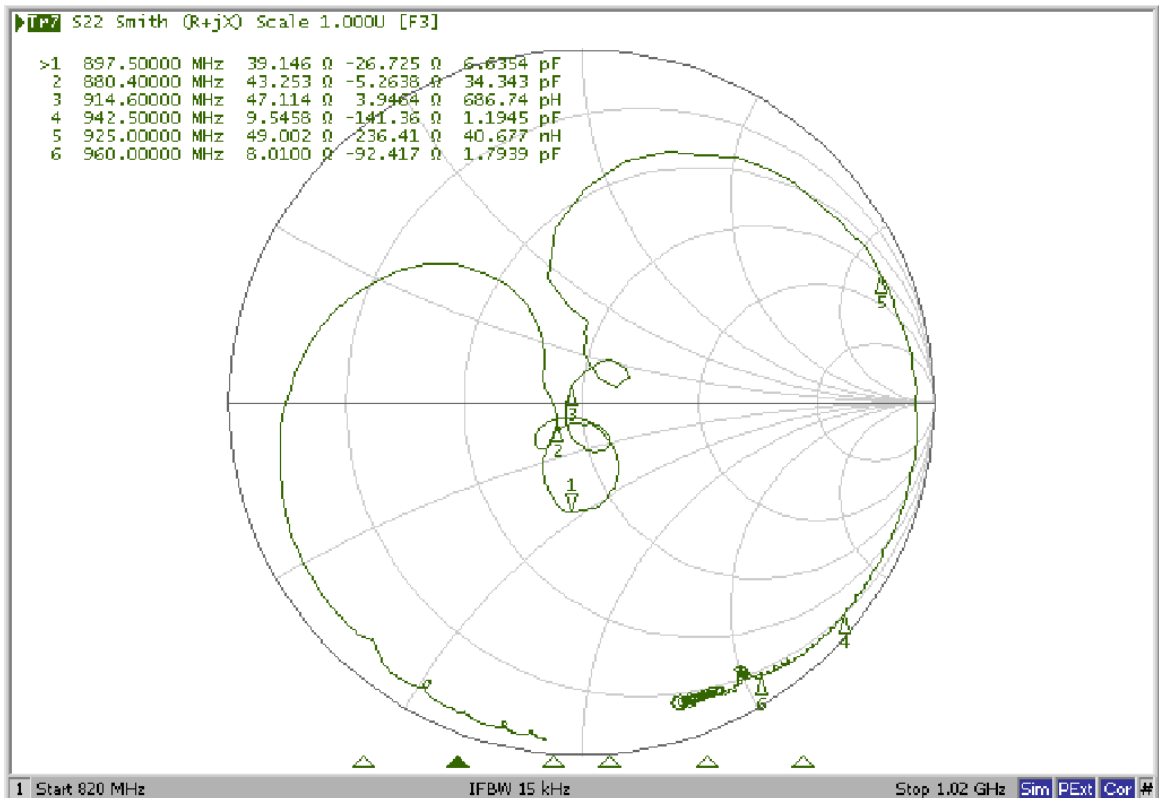 Tr7 S22 Smith (R+jX) Scale 1.000U [F3]
>1 897.50000 MHz 39.146 Ω -26.725 Ω 6.6354 pF
2 880.40000 MHz 43.253 Ω -5.2638 Ω 34.343 pF
3 914.60000 MHz 47.114 Ω 3.9464 Ω 686.74 pH
4 942.50000 MHz 9.5458 Ω -141.36 Ω 1.1945 pF
5 925.00000 MHz 49.002 Ω -236.41 Ω 40.677 nH
6 960.00000 MHz 8.0100 Ω -92.417 Ω 1.7939 pF
5
3
2
1
4
6
1 Start 820 MHz IFBW 15 kHz Stop 1.02 GHz Sim PExt Cor #